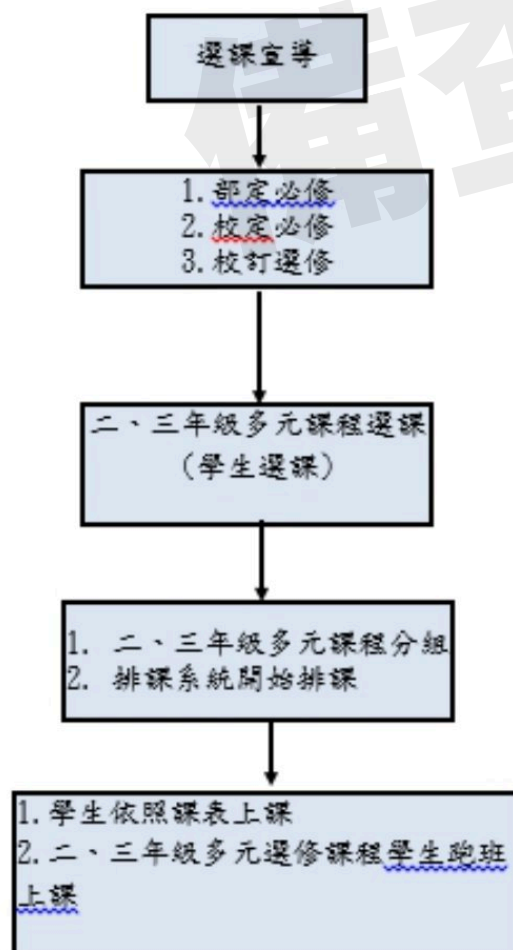 選課宣導
備查
1.部定必修
2.校定必修
3.校訂選修
二、三年級多元課程選課
(學生選課)
1. 二、三年級多元課程分組
2. 排課系統開始排課
1.學生依照課表上課
2.二、三年級多元選修課程學生跑班
上課